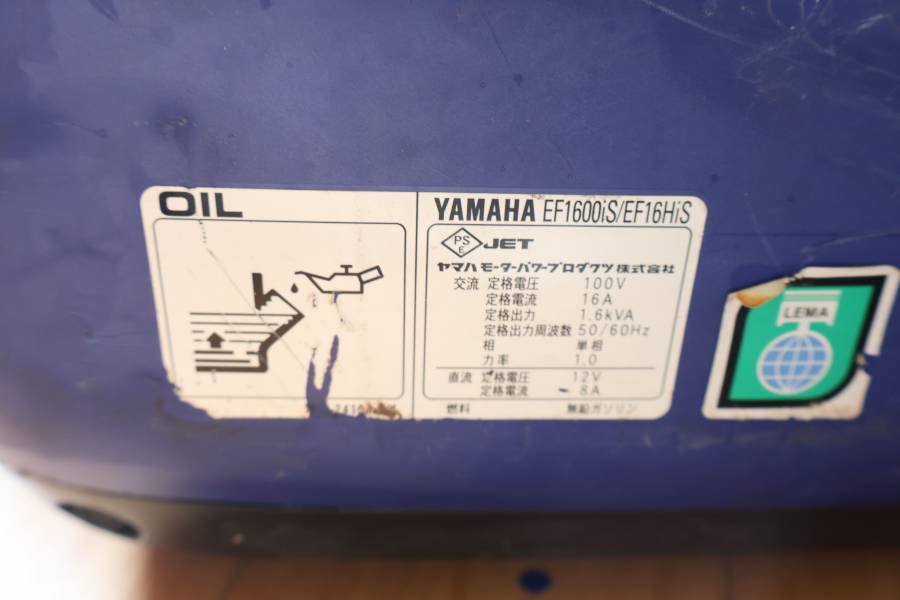 OIL
YAMAHA EF1600iS/EF16HiS
PS
E
JET
ヤマハモーターパワープロダクツ株式会社
交流 定格電圧 100V
定格電流 16A
定格出力 1.6kVA
定格出力周波数 50/60Hz
相 単相
力率 1.0
直流 定格電圧 12V
定格電流 8A
燃料 無鉛ガソリン
LEMA